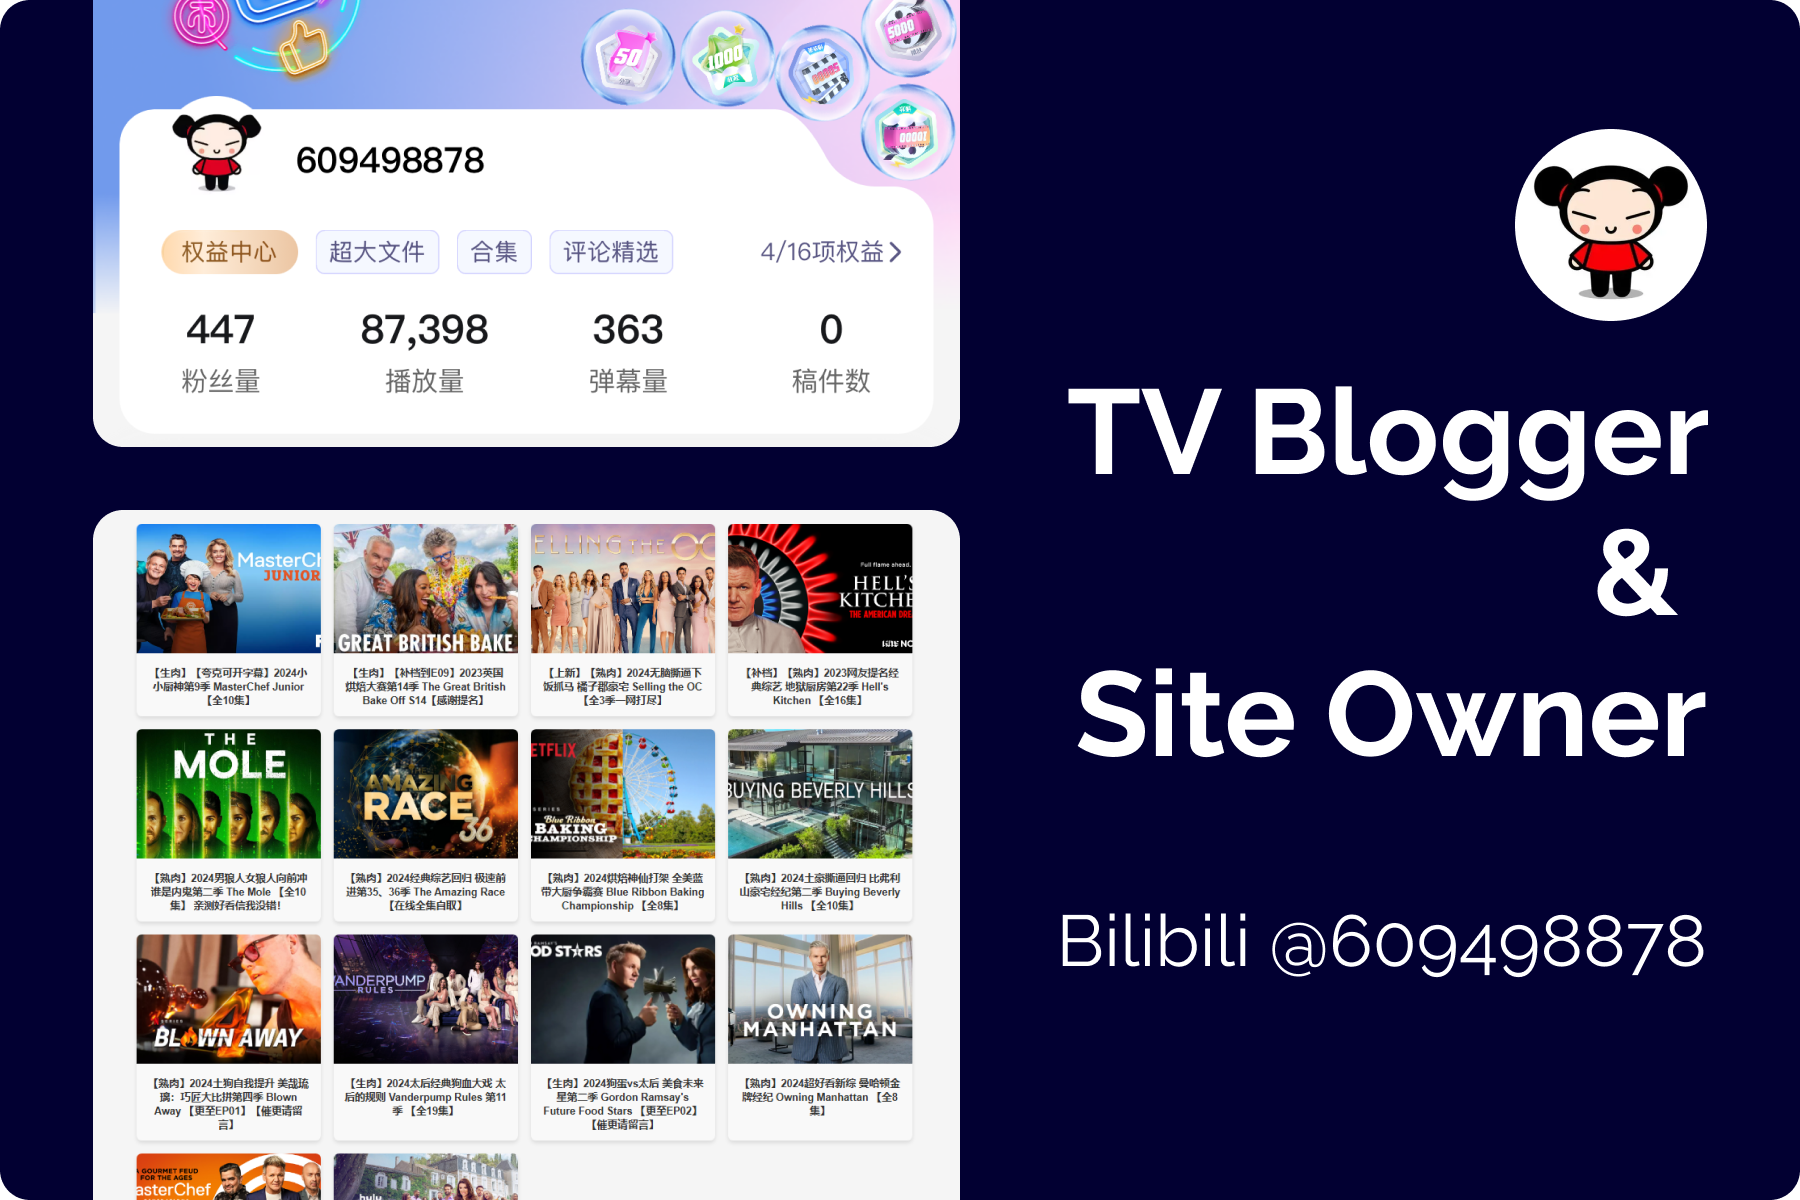 50
1000
5000
609498878
权益中心
超大文件
合集
评论精选
4/16项权益
447
87,398
363
0
粉丝量
播放量
弹幕量
稿件数
MasterCh
JUNIOR
GREAT BRITISH BAKE
ELLING THE OC
Full flame ahead.
HELL'S
KITCHE
THE AMERICAN DRE
【生肉】【夸克可开字幕】2024小
小厨神第9季 MasterChef Junior
【全10集】
【生肉】【补档到E09】2023英国
烘焙大赛第14季 The Great British
Bake Off S14【感谢提名】
【上新】【熟肉】2024无脑撕逼下
饭抓马 橘子郡豪宅 Selling the OC
【全3季一网打尽】
【补档】【熟肉】2023网友提名经
典综艺 地狱厨房第22季 Hell's
Kitchen 【全16集】
THE
MOLE
AMAZING
RACE
36
ETFLIX
SERIES
Blue Ribbon
BAKING
CHAMPIONSHIP
BUYING BEVERLY HILLS
【熟肉】2024男狼人女狼人向前冲
谁是内鬼第二季 The Mole 【全10
集】 亲测好看信我没错!
【熟肉】2024经典综艺回归 极速前
进第35、36季 The Amazing Race
【在线全集自取】
【熟肉】2024烘焙神仙打架 全美蓝
带大厨争霸赛 Blue Ribbon Baking
Championship 【全8集】
【熟肉】2024土豪撕逼回归 比弗利
山豪宅经纪第二季 Buying Beverly
Hills 【全10集】
SERIES
4
BLOWN AWAY
VANDERPUMP
RULES
RAMSAY'S
OD STARS
OWNING
MANHATTAN
【熟肉】2024土狗自我提升 美哉琉
璃：巧匠大比拼第四季 Blown
Away 【更至EP01】【催更请留
言】
【生肉】2024太后经典狗血大戏 太
后的规则 Vanderpump Rules 第11
季 【全19集】
【生肉】2024狗蛋vs太后 美食未来
星第二季 Gordon Ramsay's
Future Food Stars 【更至EP02】
【催更请留言】
【熟肉】2024超好看新综 曼哈顿金
牌经纪 Owning Manhattan 【全8
集】
A GOURMET FEUD
FOR THE AGES
asterChef
hulu
TV Blogger
&
Site Owner
Bilibili @609498878